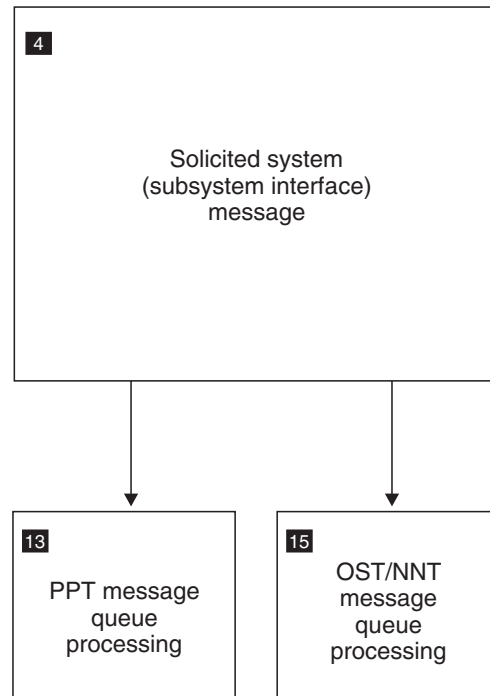 4
Solicited system
(subsystem interface)
message
13
PPT message
queue
processing
15
OST/NNT
message
queue
processing